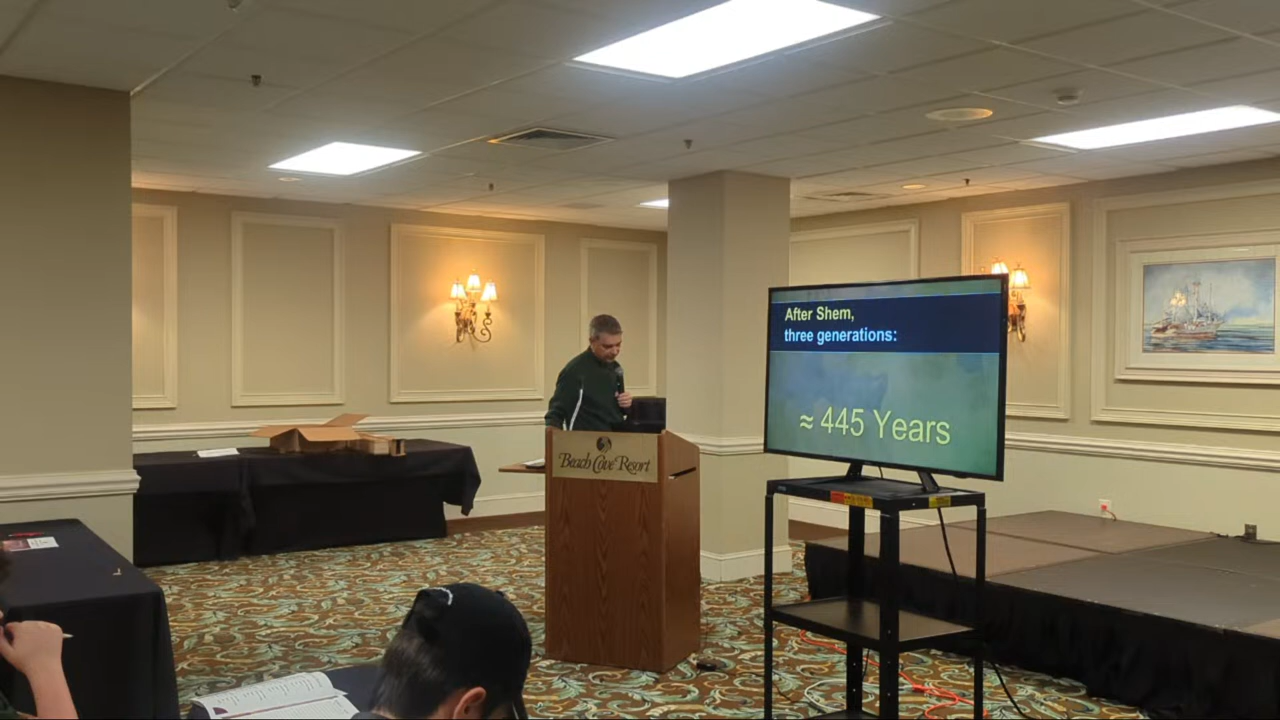 After Shem,
three generations:
≈ 445 Years
Beach Cove Resort